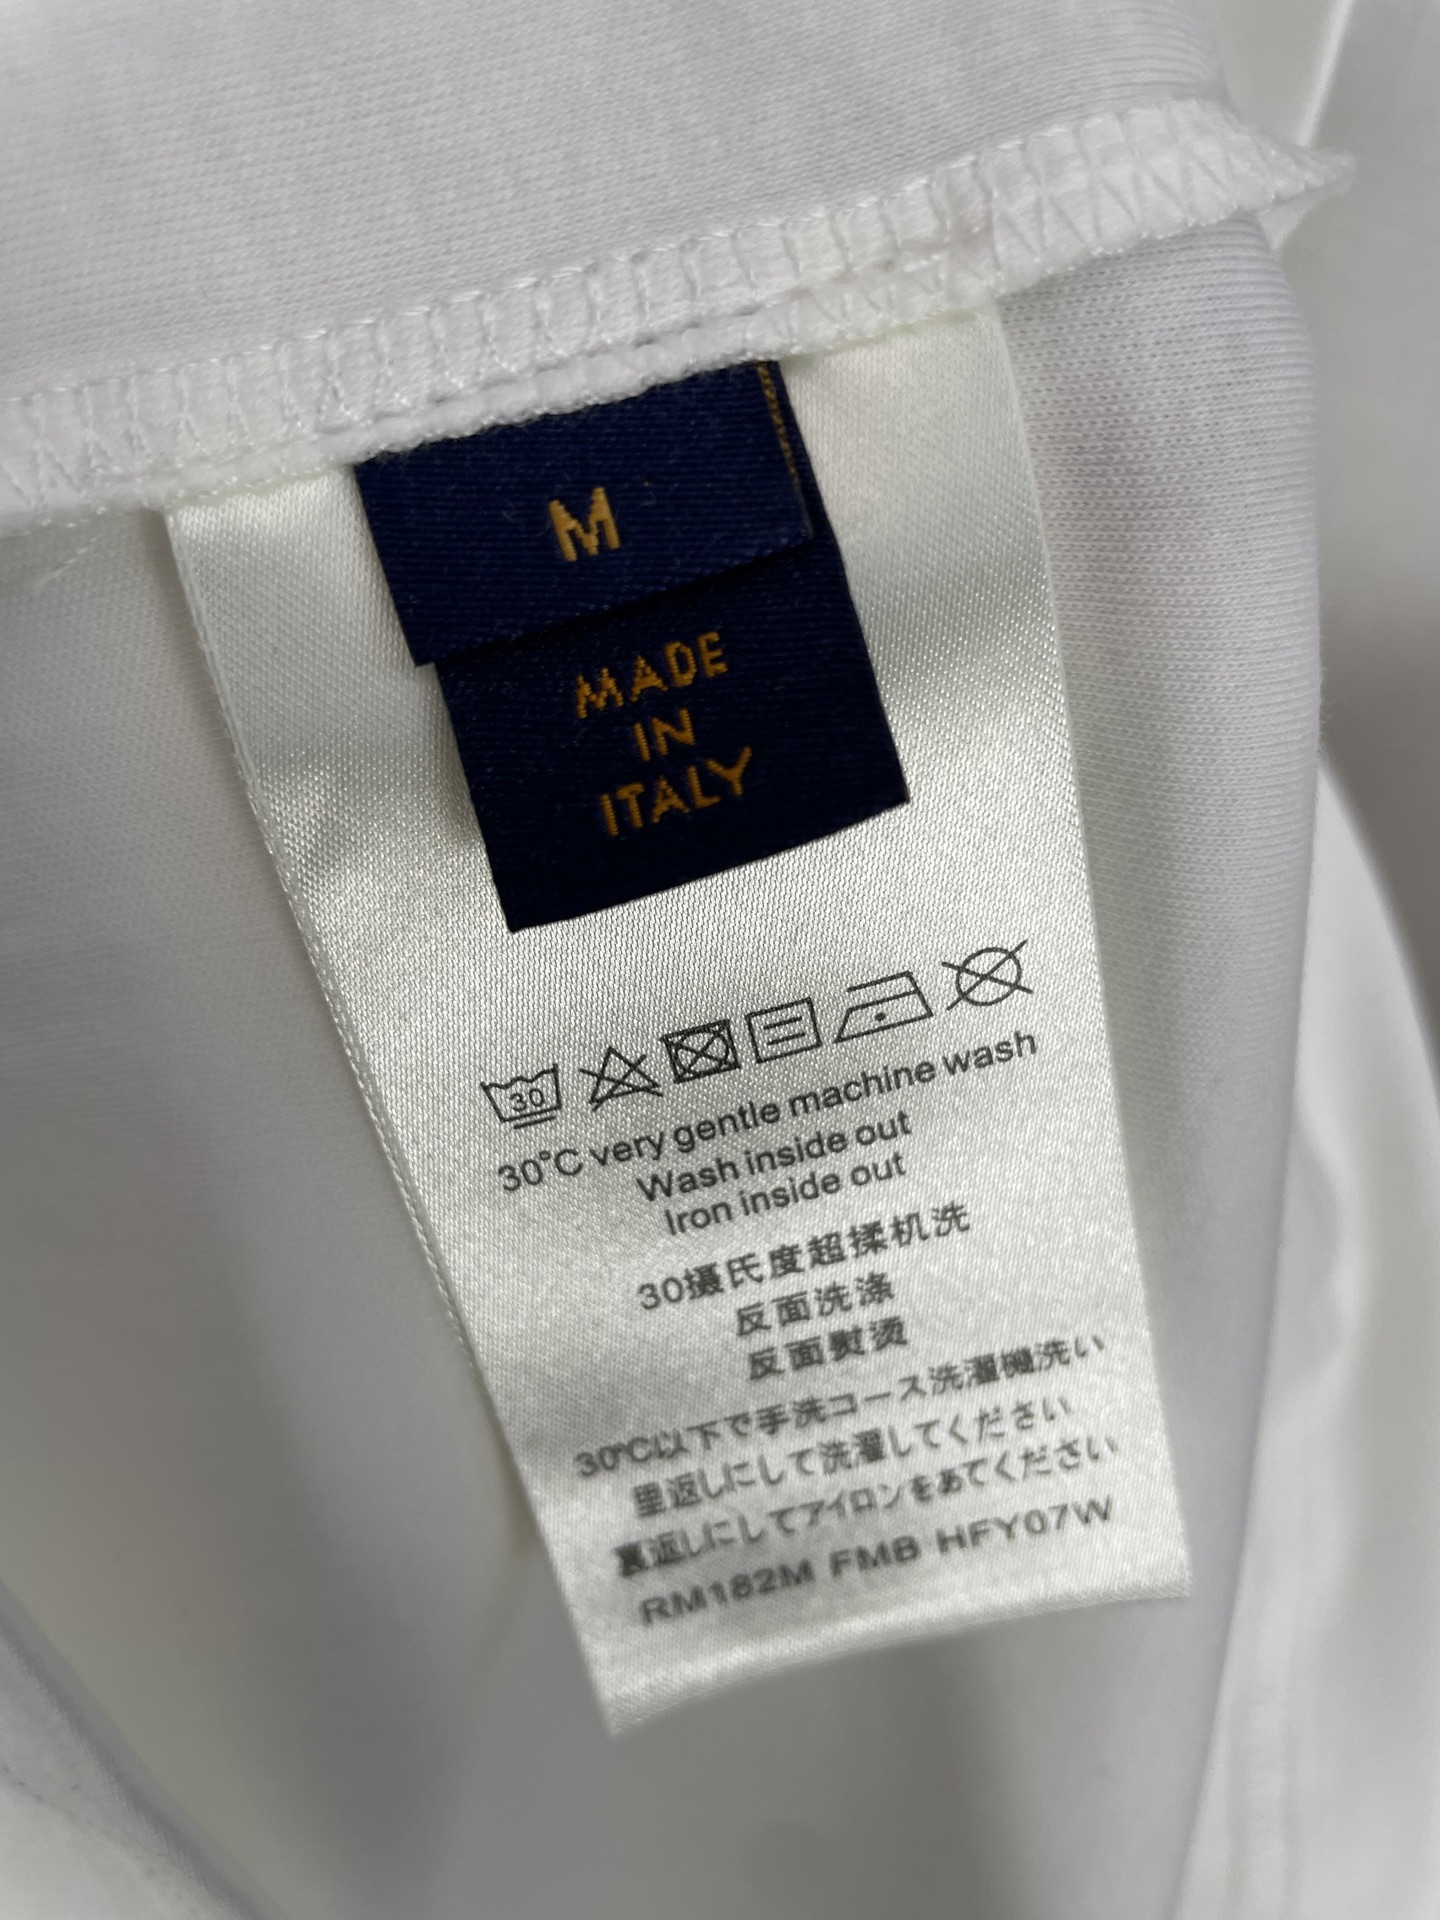 M
MADE
IN
ITALY
30
30°C very gentle machine wash
Wash inside out
Iron inside out
30摄氏度超揉机洗
反面洗涤
反面熨烫
30℃以下で手洗コース洗濯機洗い
里返しにして洗濯してください
裏返しにしてアイロンをあてください
RM182M FMB HFY07W